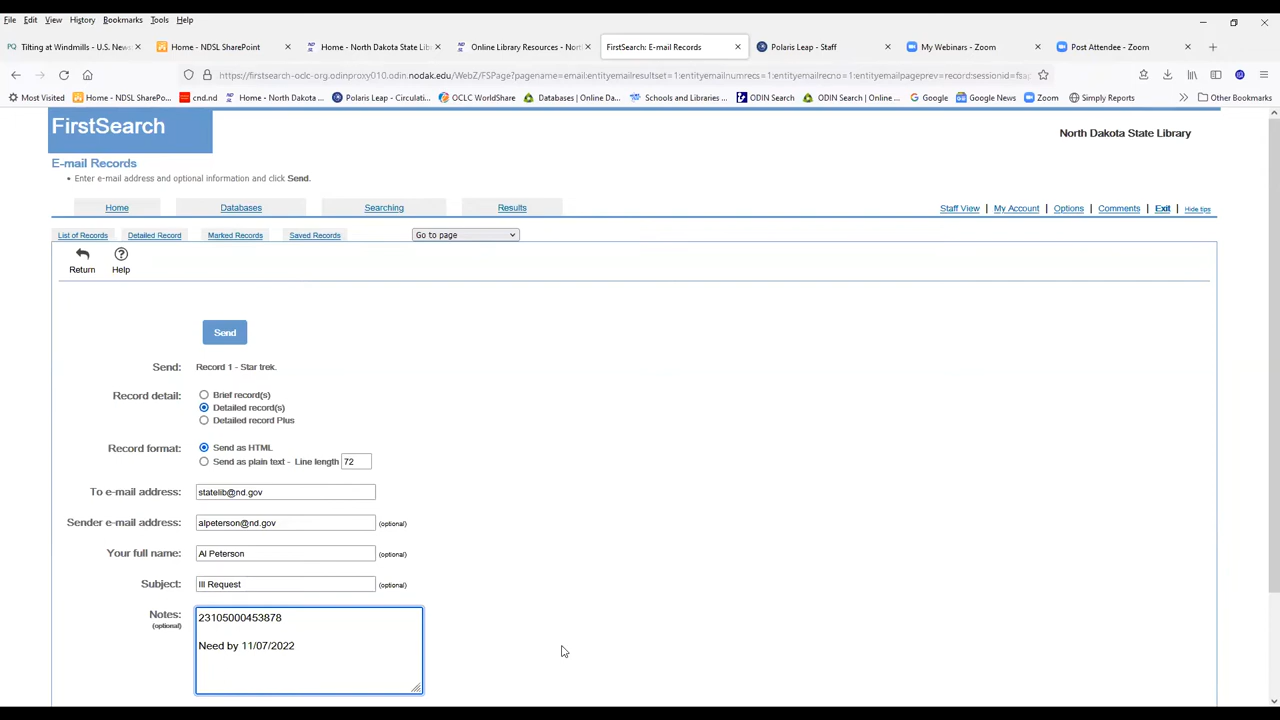 File Edit View History Bookmarks Tools Help
Tilting at Windmills - U.S. News
Home - NDSL SharePoint
Home - North Dakota State Lib
Online Library Resources - Nort
FirstSearch: E-mail Records
Polaris Leap - Staff
My Webinars - Zoom
Post Attendee - Zoom
https://firstsearch-oclc-org.odinproxy010.odin.nodak.edu/WebZ/FSPage?pagename=email:entityemailresultset=1:entityemailnumrecs=1:entityemailrecno=1:entityemailpageprev=record:sessionid=fsa
Most Visited Home - NDSL SharePo... cnd.nd Home - North Dakota ... Polaris Leap - Circulati... OCLC WorldShare Databases (Online Da... Schools and Libraries ... ODIN Search ODIN Search | Online ... Google Google News Zoom Simply Reports Other Bookmarks
FirstSearch
North Dakota State Library
E-mail Records
• Enter e-mail address and optional information and click Send.
Home Databases Searching Results
Staff View | My Account | Options | Comments | Exit | Hide tips
List of Records Detailed Record Marked Records Saved Records Go to page
Return Help
Send
Send: Record 1 - Star trek.
Record detail: Brief record(s)
Detailed record(s)
Detailed record Plus
Record format: Send as HTML
Send as plain text - Line length 72
To e-mail address: statelib@nd.gov
Sender e-mail address: alpeterson@nd.gov (optional)
Your full name: Al Peterson (optional)
Subject: Ill Request (optional)
Notes: 23105000453878
(optional)
Need by 11/07/2022